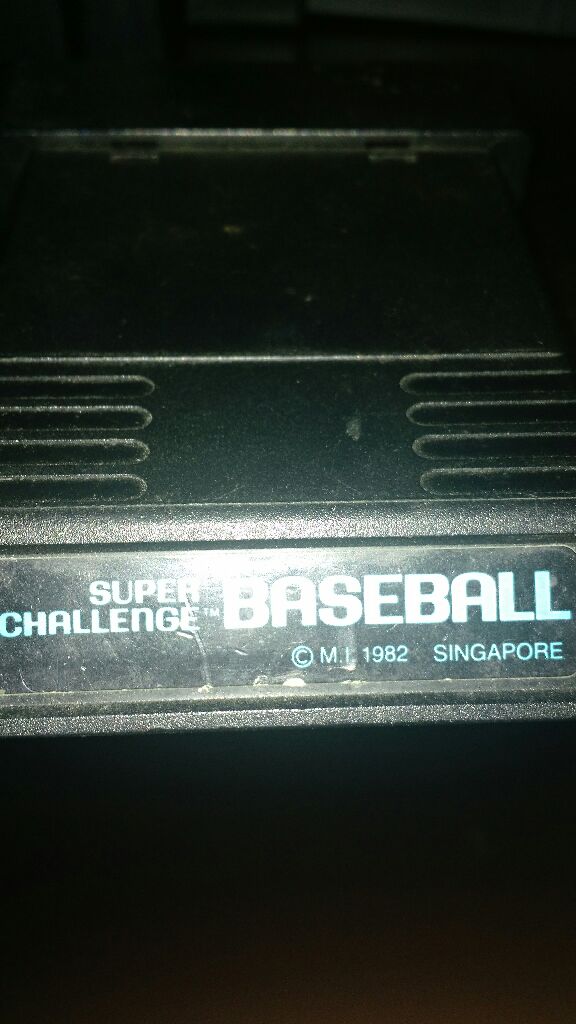 SUPER
CHALLENGE™ BASEBALL
© M.I. 1982 SINGAPORE